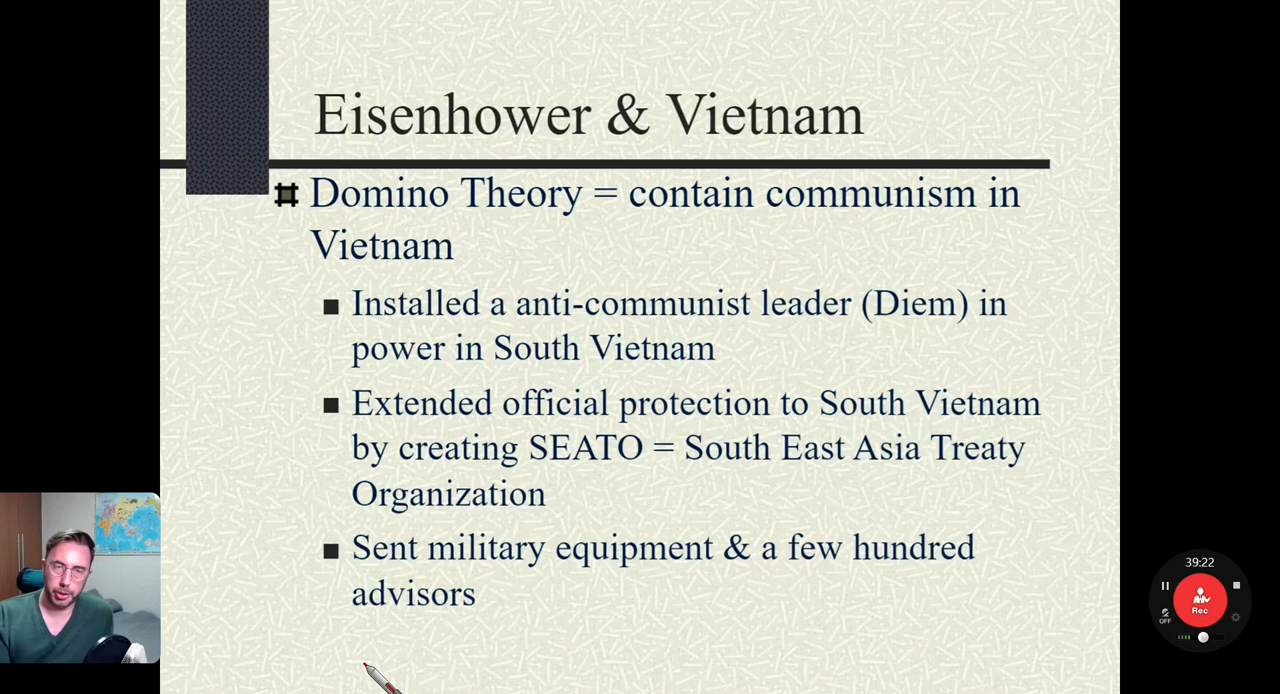 Eisenhower & Vietnam
Domino Theory = contain communism in
Vietnam
Installed a anti-communist leader (Diem) in
power in South Vietnam
Extended official protection to South Vietnam
by creating SEATO = South East Asia Treaty
Organization
Sent military equipment & a few hundred
advisors
39:22
Rec
OFF